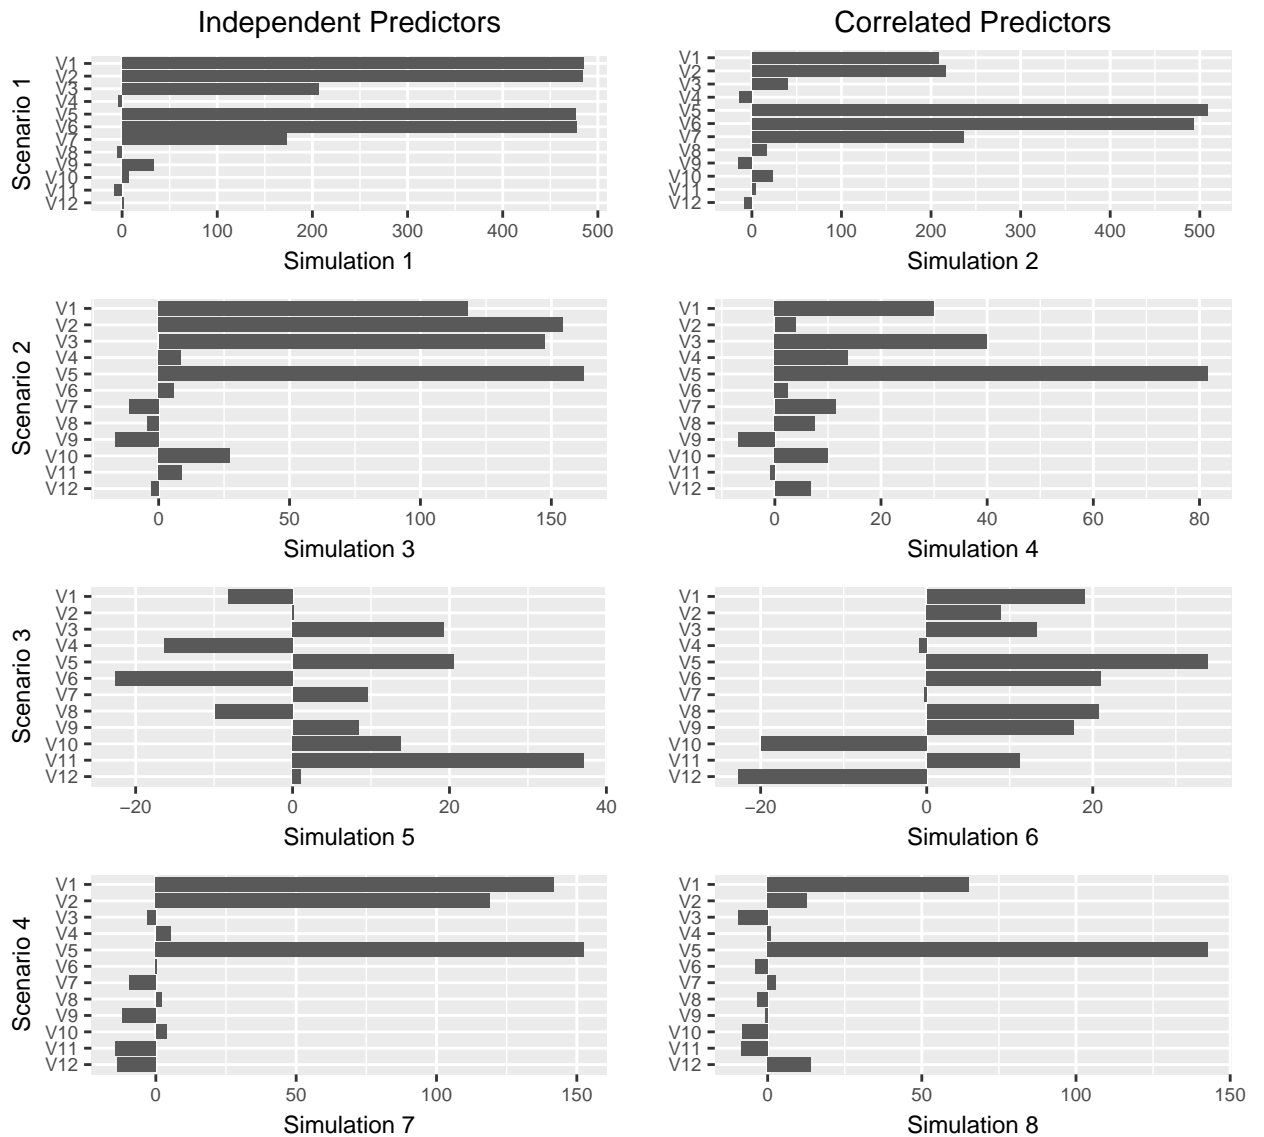 Independent Predictors
Correlated Predictors
Scenario 1
V1
V2
V3
V4
V5
V6
V7
V8
V9
V10
V11
V12
0 100 200 300 400 500
Simulation 1
V1
V2
V3
V4
V5
V6
V7
V8
V9
V10
V11
V12
0 100 200 300 400 500
Simulation 2
Scenario 2
V1
V2
V3
V4
V5
V6
V7
V8
V9
V10
V11
V12
0 50 100 150
Simulation 3
V1
V2
V3
V4
V5
V6
V7
V8
V9
V10
V11
V12
0 20 40 60 80
Simulation 4
Scenario 3
V1
V2
V3
V4
V5
V6
V7
V8
V9
V10
V11
V12
−20 0 20 40
Simulation 5
V1
V2
V3
V4
V5
V6
V7
V8
V9
V10
V11
V12
−20 0 20
Simulation 6
Scenario 4
V1
V2
V3
V4
V5
V6
V7
V8
V9
V10
V11
V12
0 50 100 150
Simulation 7
V1
V2
V3
V4
V5
V6
V7
V8
V9
V10
V11
V12
0 50 100 150
Simulation 8